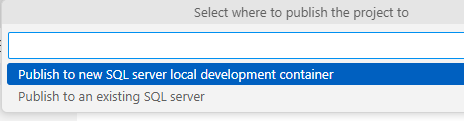 Select where to publish the project to
Publish to new SQL server local development container
Publish to an existing SQL server